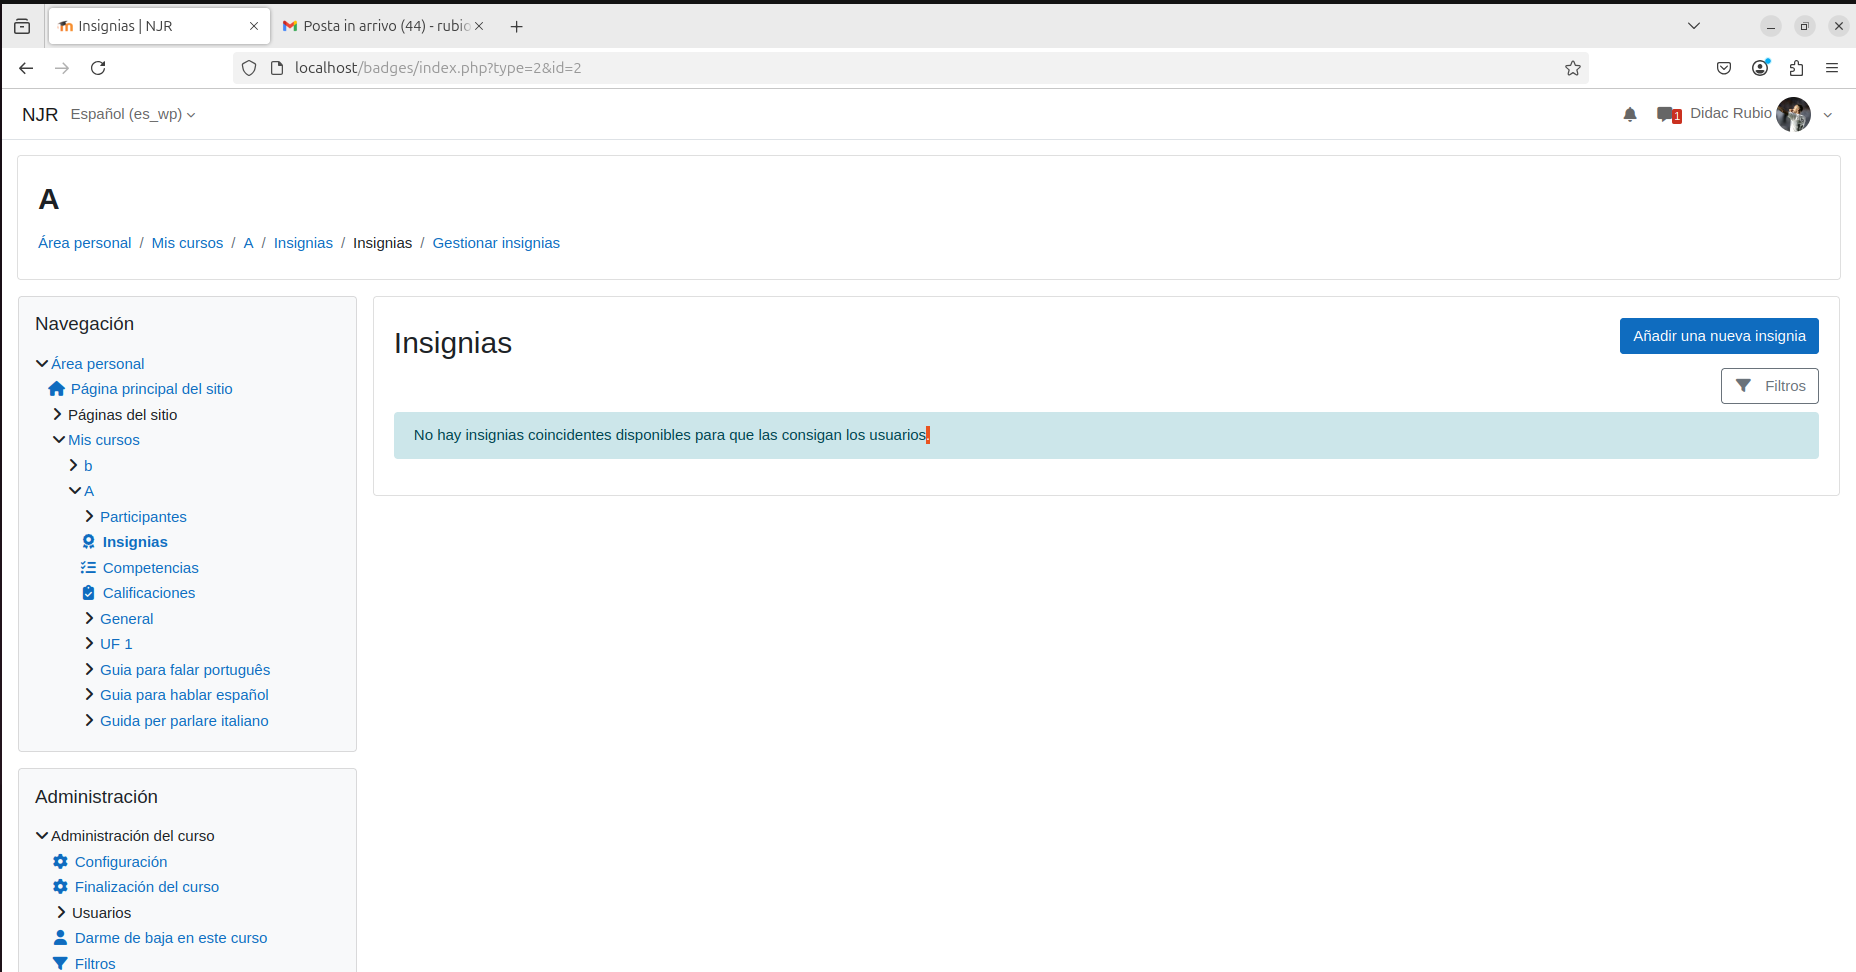 Insignias | NJR
Posta in arrivo (44) - rubio
localhost/badges/index.php?type=2&id=2
NJR Español (es_wp)
1 Didac Rubio
A
Área personal / Mis cursos / A / Insignias / Insignias / Gestionar insignias
Navegación
Área personal
Página principal del sitio
Páginas del sitio
Mis cursos
b
A
Participantes
Insignias
Competencias
Calificaciones
General
UF 1
Guia para falar português
Guia para hablar español
Guida per parlare italiano
Insignias
Añadir una nueva insignia
Filtros
No hay insignias coincidentes disponibles para que las consigan los usuarios.
Administración
Administración del curso
Configuración
Finalización del curso
Usuarios
Darme de baja en este curso
Filtros